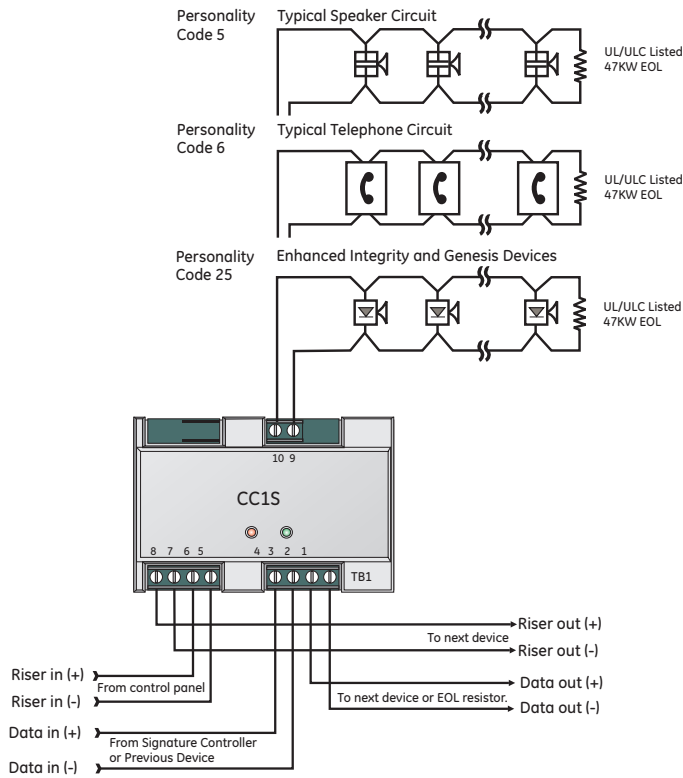 Personality Code 5
Typical Speaker Circuit
UL/ULC Listed
47KW EOL
Personality Code 6
Typical Telephone Circuit
UL/ULC Listed
47KW EOL
Personality Code 25
Enhanced Integrity and Genesis Devices
UL/ULC Listed
47KW EOL
10 9
CC1S
8 7 6 5
4 3 2 1
TB1
Riser out (+)
To next device
Riser out (-)
Riser in (+)
From control panel
Riser in (-)
Data out (+)
To next device or EOL resistor.
Data out (-)
Data in (+)
From Signature Controller
or Previous Device
Data in (-)